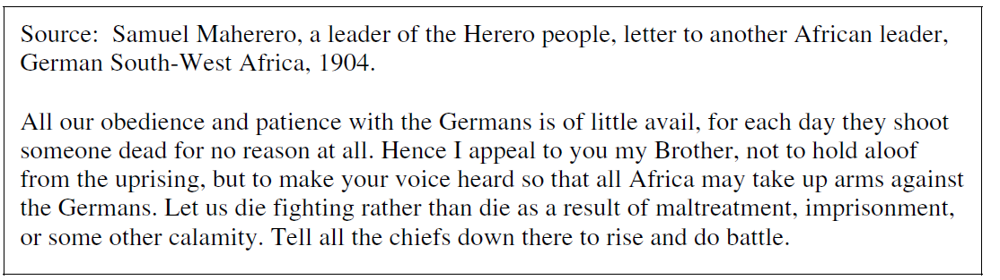 Source:  Samuel Maherero, a leader of the Herero people, letter to another African leader,
German South-West Africa, 1904.
All our obedience and patience with the Germans is of little avail, for each day they shoot
someone dead for no reason at all. Hence I appeal to you my Brother, not to hold aloof
from the uprising, but to make your voice heard so that all Africa may take up arms against
the Germans. Let us die fighting rather than die as a result of maltreatment, imprisonment,
or some other calamity. Tell all the chiefs down there to rise and do battle.